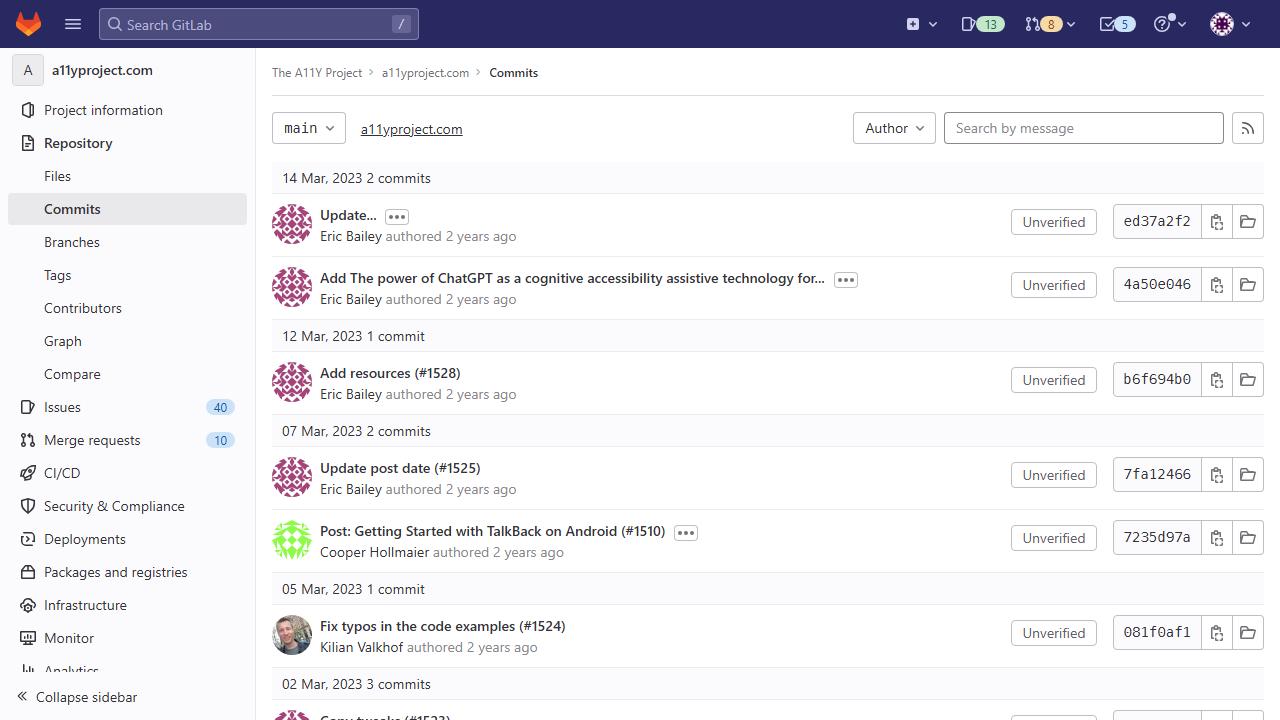 Search GitLab
/
13
8
5
A
a11yproject.com
Project information
Repository
Files
Commits
Branches
Tags
Contributors
Graph
Compare
Issues
40
Merge requests
10
CI/CD
Security & Compliance
Deployments
Packages and registries
Infrastructure
Monitor
Analytics
Collapse sidebar
The A11Y Project
a11yproject.com
Commits
main
a11yproject.com
Author
Search by message
14 Mar, 2023 2 commits
Update...
Eric Bailey authored 2 years ago
Unverified
ed37a2f2
Add The power of ChatGPT as a cognitive accessibility assistive technology for...
Eric Bailey authored 2 years ago
Unverified
4a50e046
12 Mar, 2023 1 commit
Add resources (#1528)
Eric Bailey authored 2 years ago
Unverified
b6f694b0
07 Mar, 2023 2 commits
Update post date (#1525)
Eric Bailey authored 2 years ago
Unverified
7fa12466
Post: Getting Started with TalkBack on Android (#1510)
Cooper Hollmaier authored 2 years ago
Unverified
7235d97a
05 Mar, 2023 1 commit
Fix typos in the code examples (#1524)
Kilian Valkhof authored 2 years ago
Unverified
081f0af1
02 Mar, 2023 3 commits
Copy tweaks (#1523)